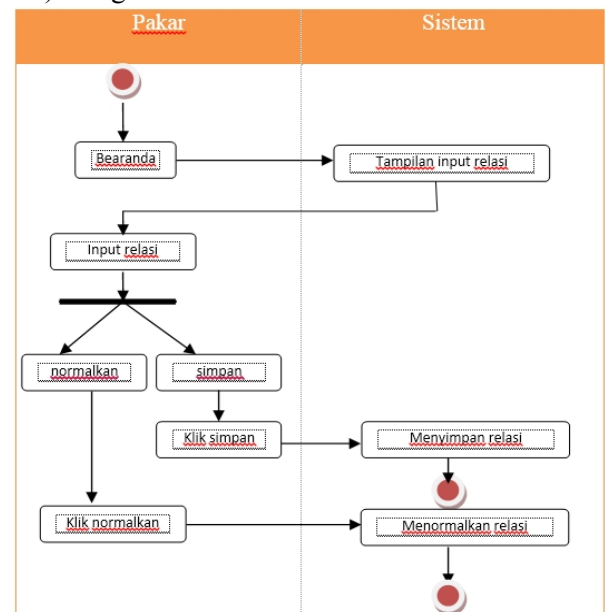 Pakar
Sistem
Bearanda
Tampilan input relasi
Input relasi
normalkan
simpan
Klik simpan
Menyimpan relasi
Klik normalkan
Menormalkan relasi